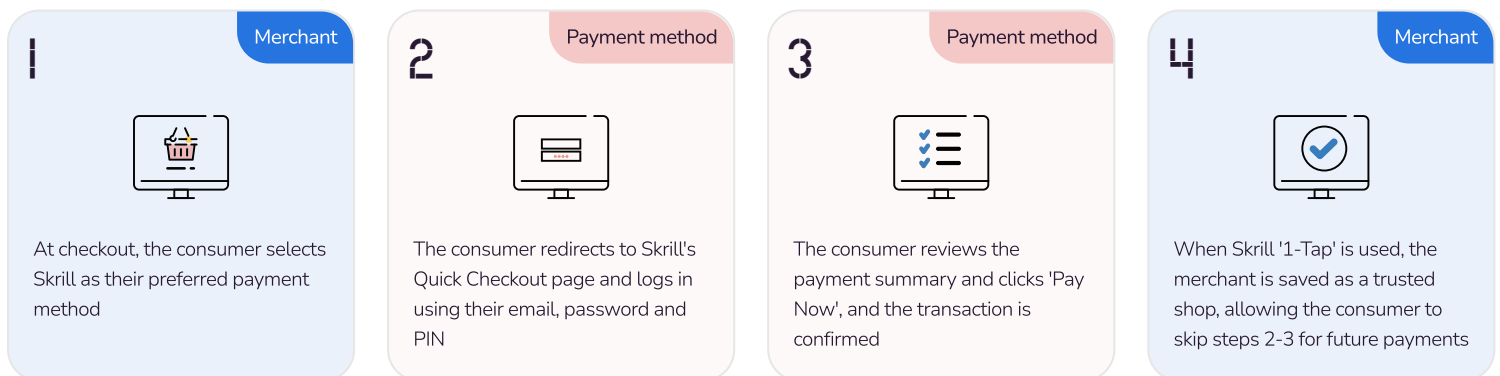 1
Merchant
At checkout, the consumer selects
Skrill as their preferred payment
method
2
Payment method
The consumer redirects to Skrill's
Quick Checkout page and logs in
using their email, password and
PIN
3
Payment method
The consumer reviews the
payment summary and clicks 'Pay
Now', and the transaction is
confirmed
4
Merchant
When Skrill '1-Tap' is used, the
merchant is saved as a trusted
shop, allowing the consumer to
skip steps 2-3 for future payments